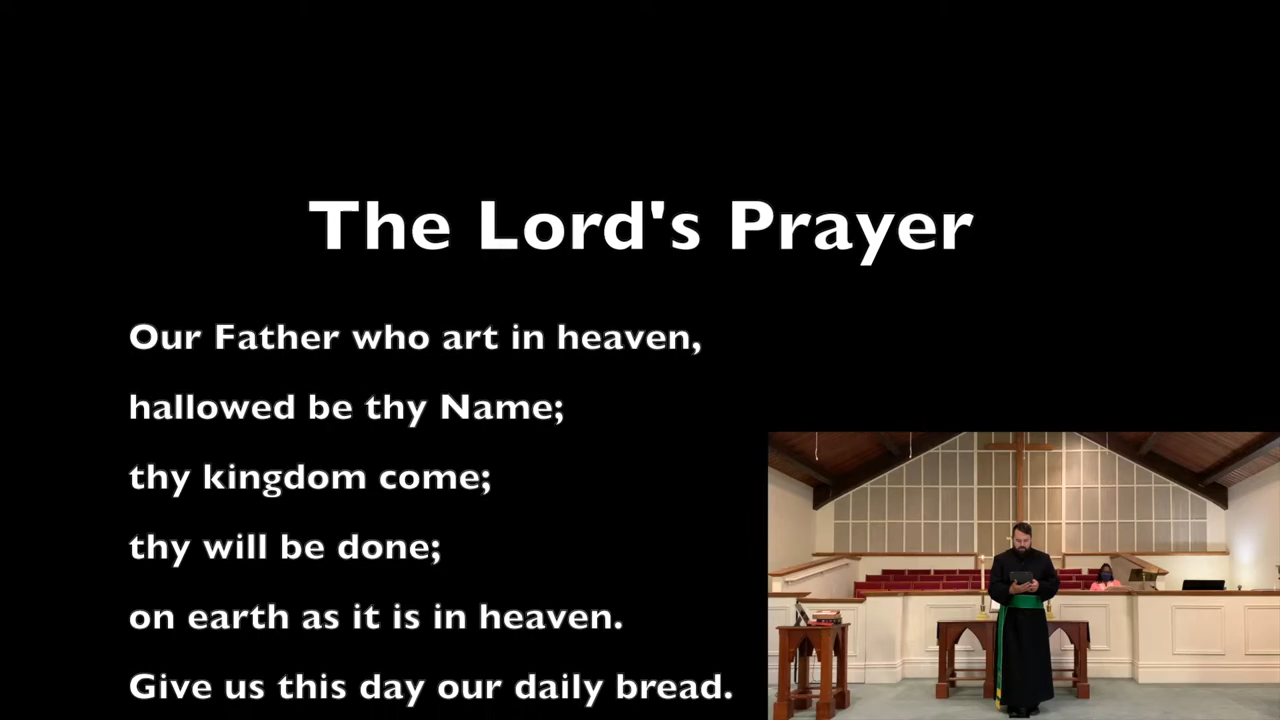 The Lord's Prayer
Our Father who art in heaven,
hallowed be thy Name;
thy kingdom come;
thy will be done;
on earth as it is in heaven.
Give us this day our daily bread.